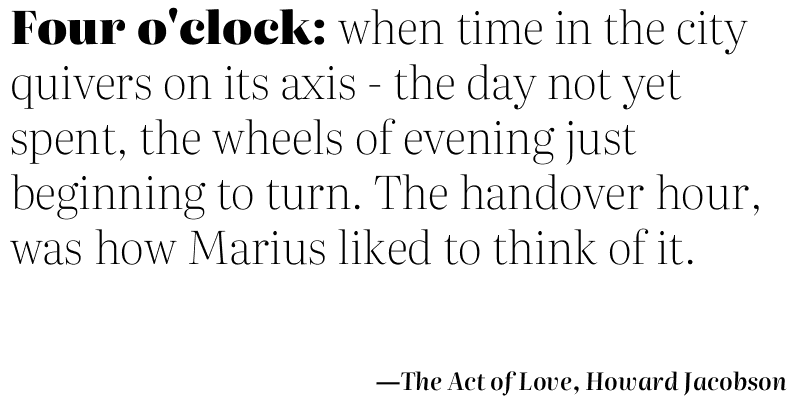 Four o'clock: when time in the city
quivers on its axis - the day not yet
spent, the wheels of evening just
beginning to turn. The handover hour,
was how Marius liked to think of it.
—The Act of Love, Howard Jacobson